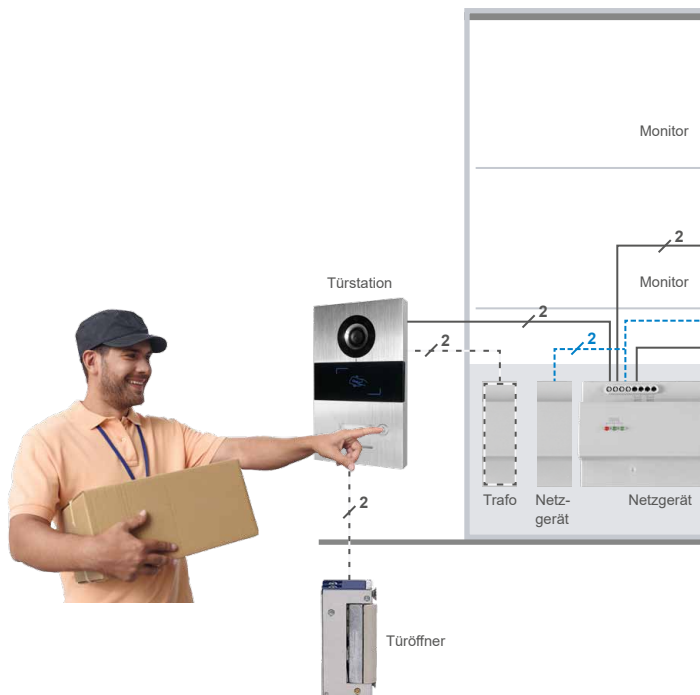 Monitor
2
Monitor
Türstation
2
2
2
Trafo
Netz-
gerät
Netzgerät
2
Türöffner